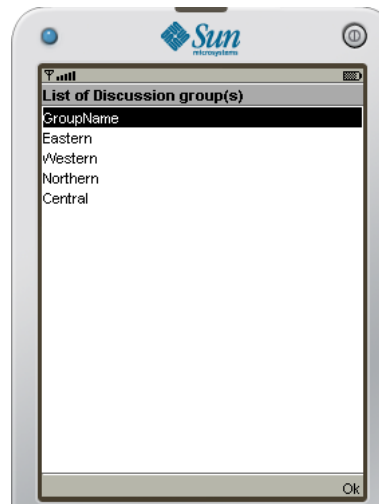 Sun
microsystems
List of Discussion group(s)
GroupName
Eastern
Western
Northern
Central
Ok